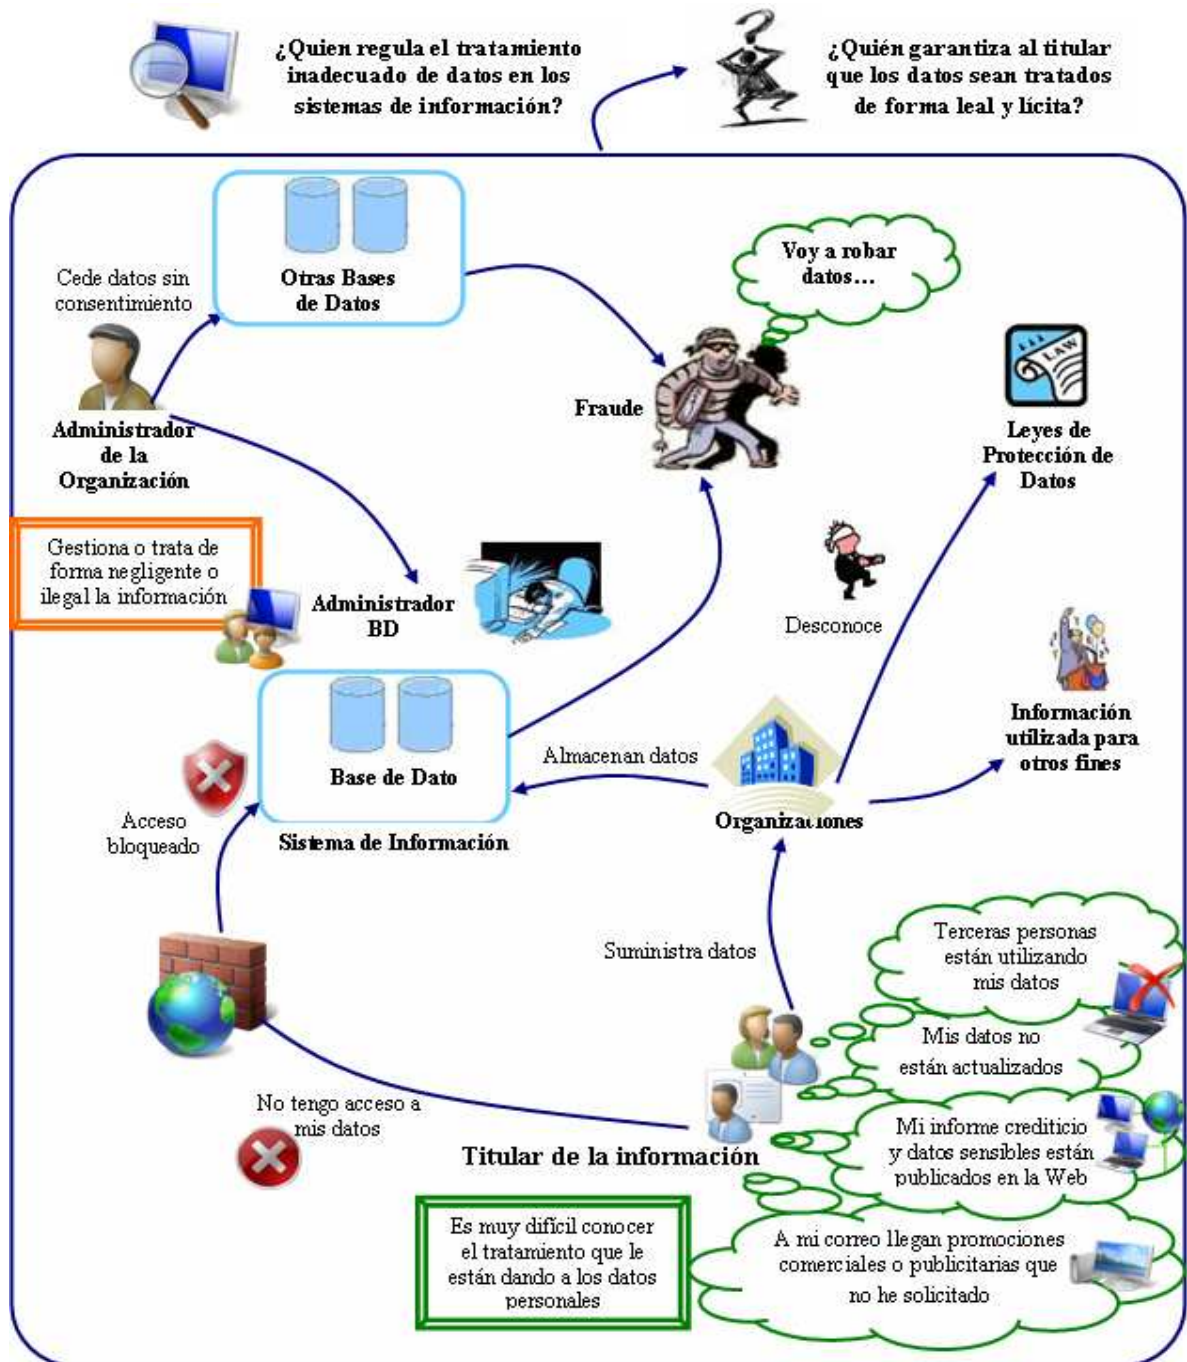 ¿Quien regula el tratamiento
inadecuado de datos en los
sistemas de información?
¿Quién garantiza al titular
que los datos sean tratados
de forma leal y lícita?
Otras Bases
de Datos
Cede datos sin
consentimiento
Voy a robar
datos...
LAW
Fraude
Administrador
de la
Organización
Leyes de
Protección de
Datos
Gestiona o trata de
forma negligente o
ilegal la información
Administrador
BD
Desconoce
Información
utilizada para
otros fines
Base de Dato
Almacenan datos
Sistema de Información
Organizaciones
Acceso
bloqueado
Suministra datos
Terceras personas
están utilizando
mis datos
Mis datos no
están actualizados
No tengo acceso a
mis datos
Mi informe crediticio
y datos sensibles están
publicados en la Web
Titular de la información
Es muy difícil conocer
el tratamiento que le
están dando a los datos
personales
A mi correo llegan promociones
comerciales o publicitarias que
no he solicitado